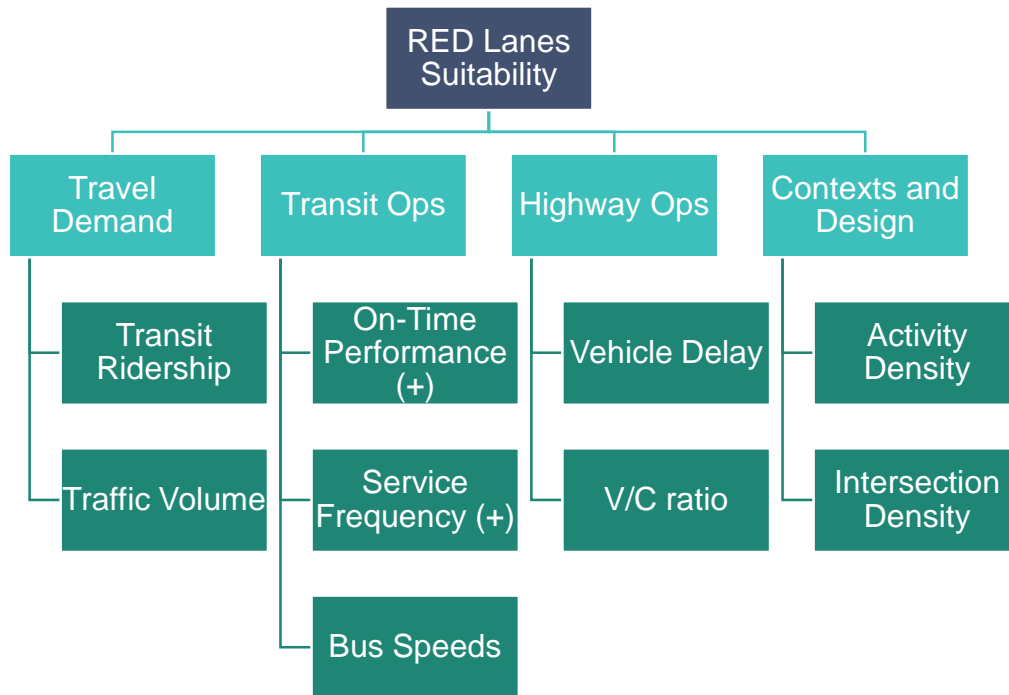 RED Lanes
Suitability
Travel
Demand
Transit Ops
Highway Ops
Contexts and
Design
Transit
Ridership
On-Time
Performance
(+)
Vehicle Delay
Activity
Density
Traffic Volume
Service
Frequency (+)
V/C ratio
Intersection
Density
Bus Speeds